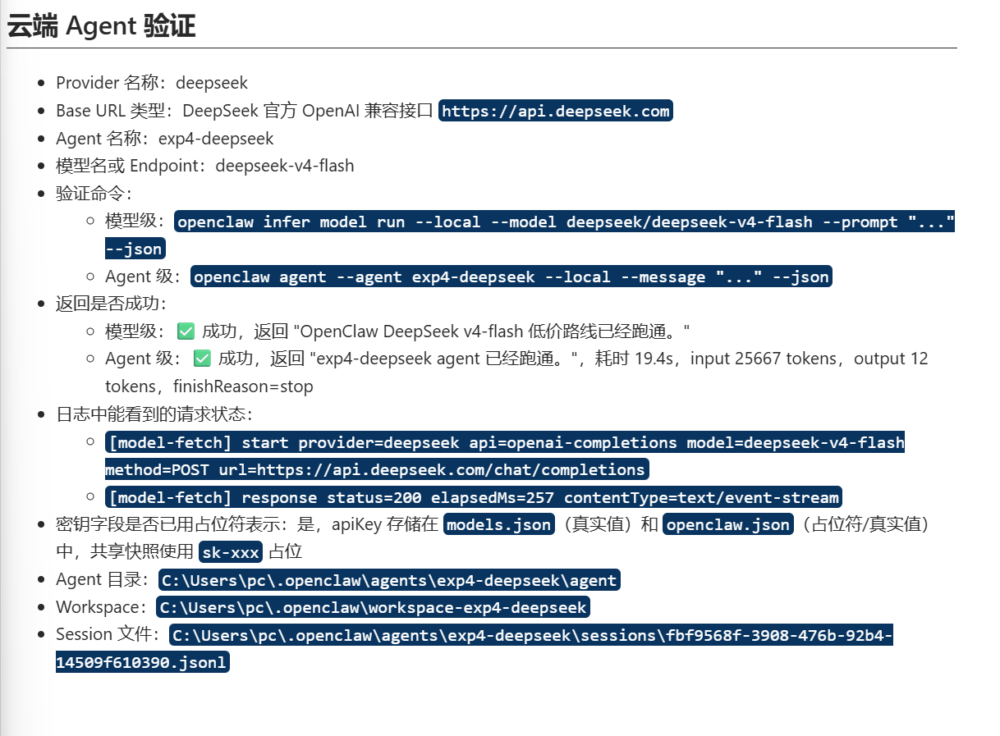 云端 Agent 验证
Provider 名称：deepseek
Base URL 类型：DeepSeek 官方 OpenAI 兼容接口 https://api.deepseek.com
Agent 名称：exp4-deepseek
模型名或 Endpoint：deepseek-v4-flash
验证命令：
模型级：openclaw infer model run --local --model deepseek/deepseek-v4-flash --prompt "..."
--json
Agent 级：openclaw agent --agent exp4-deepseek --local --message "..." --json
返回是否成功：
模型级：✅ 成功，返回 "OpenClaw DeepSeek v4-flash 低价路线已经跑通。"
Agent 级：✅ 成功，返回 "exp4-deepseek agent 已经跑通。"，耗时 19.4s，input 25667 tokens，output 12
tokens，finishReason=stop
日志中能看到的请求状态：
[model-fetch] start provider=deepseek api=openai-completions model=deepseek-v4-flash
method=POST url=https://api.deepseek.com/chat/completions
[model-fetch] response status=200 elapsedMs=257 contentType=text/event-stream
密钥字段是否已用占位符表示：是，apiKey 存储在 models.json（真实值）和 openclaw.json（占位符/真实值）
中，共享快照使用 sk-xxx 占位
Agent 目录：C:\Users\pc\.openclaw\agents\exp4-deepseek\agent
Workspace：C:\Users\pc\.openclaw\workspace-exp4-deepseek
Session 文件：C:\Users\pc\.openclaw\agents\exp4-deepseek\sessions\fbf9568f-3908-476b-92b4-
14509f610390.jsonl